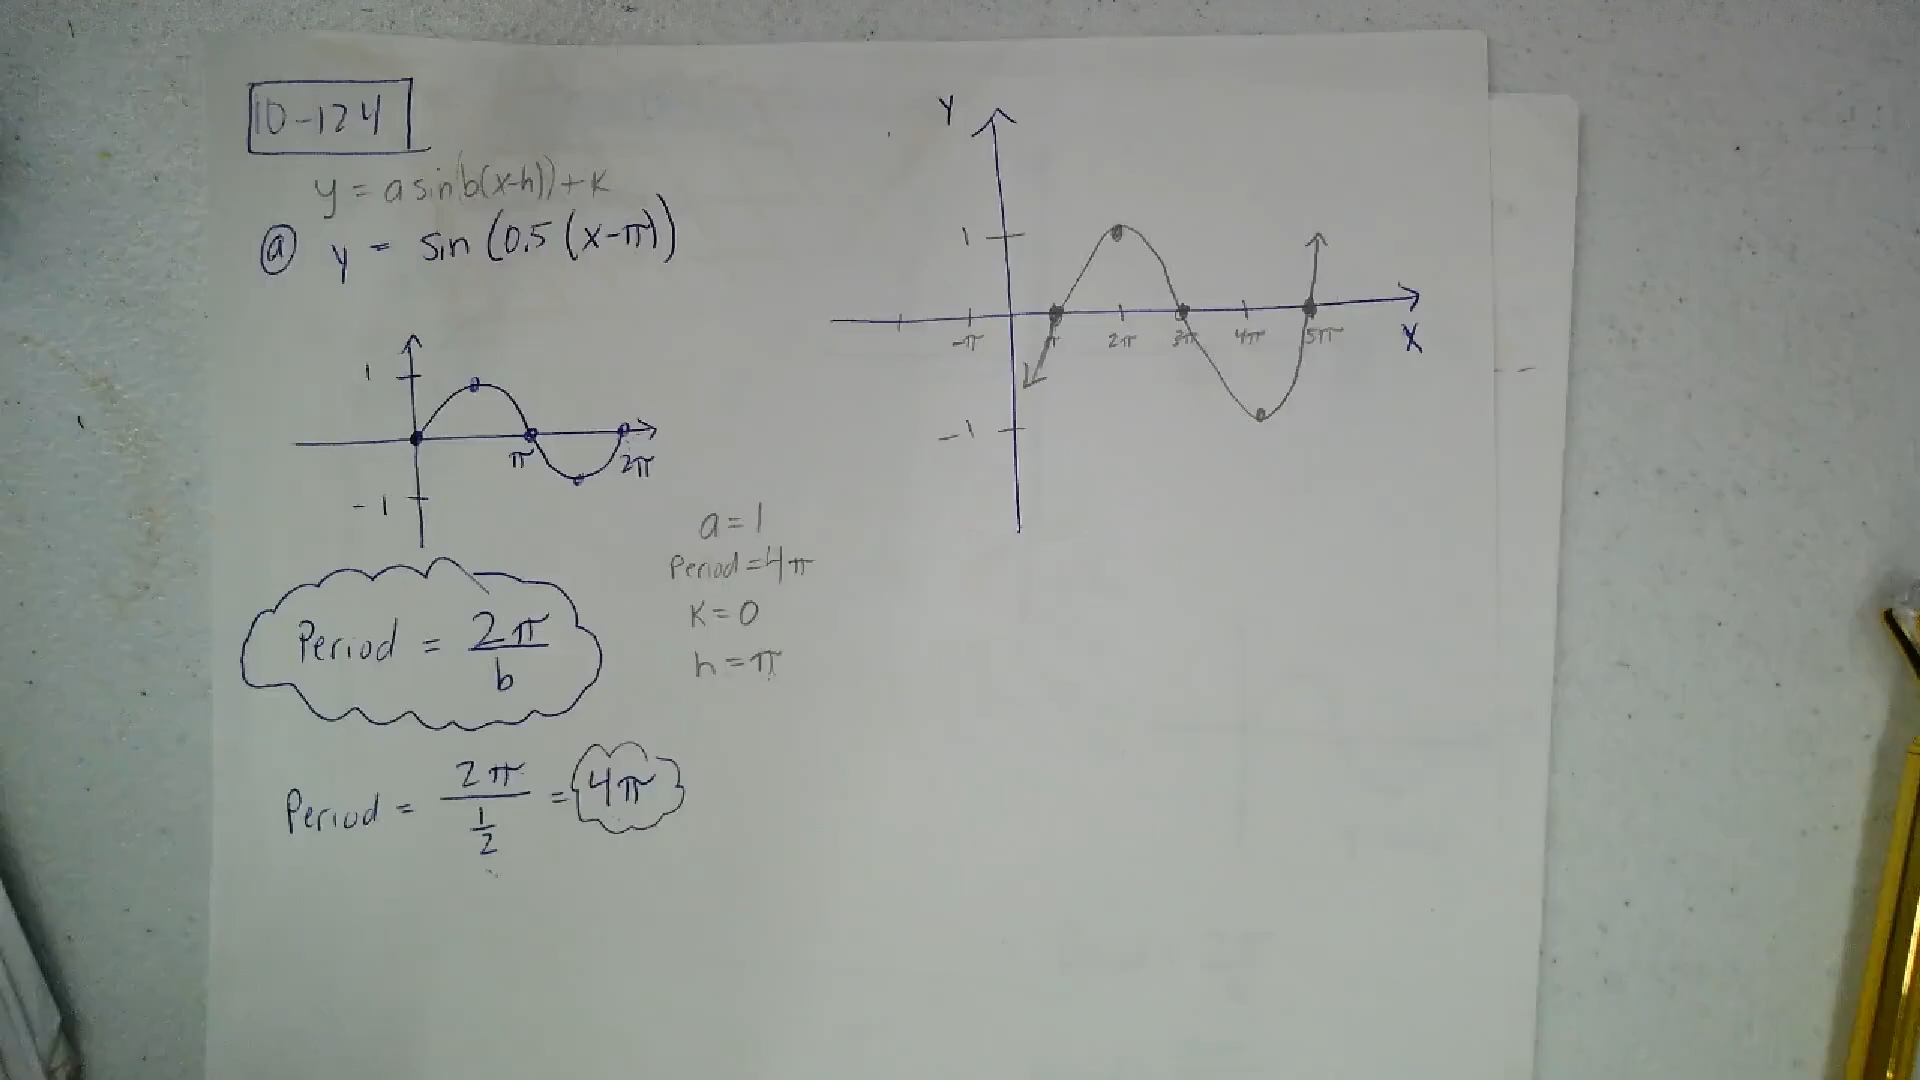 10-124
y = a sin(b(x-h))+k
ⓐ y = sin(0.5(x-π))
1
π
2π
-1
Period = 2π/b
Period = 2π/(1/2) = 4π
a = 1
Period = 4π
K = 0
h = π
Y
1
-π π 2π 3π 4π 5π
X
-1